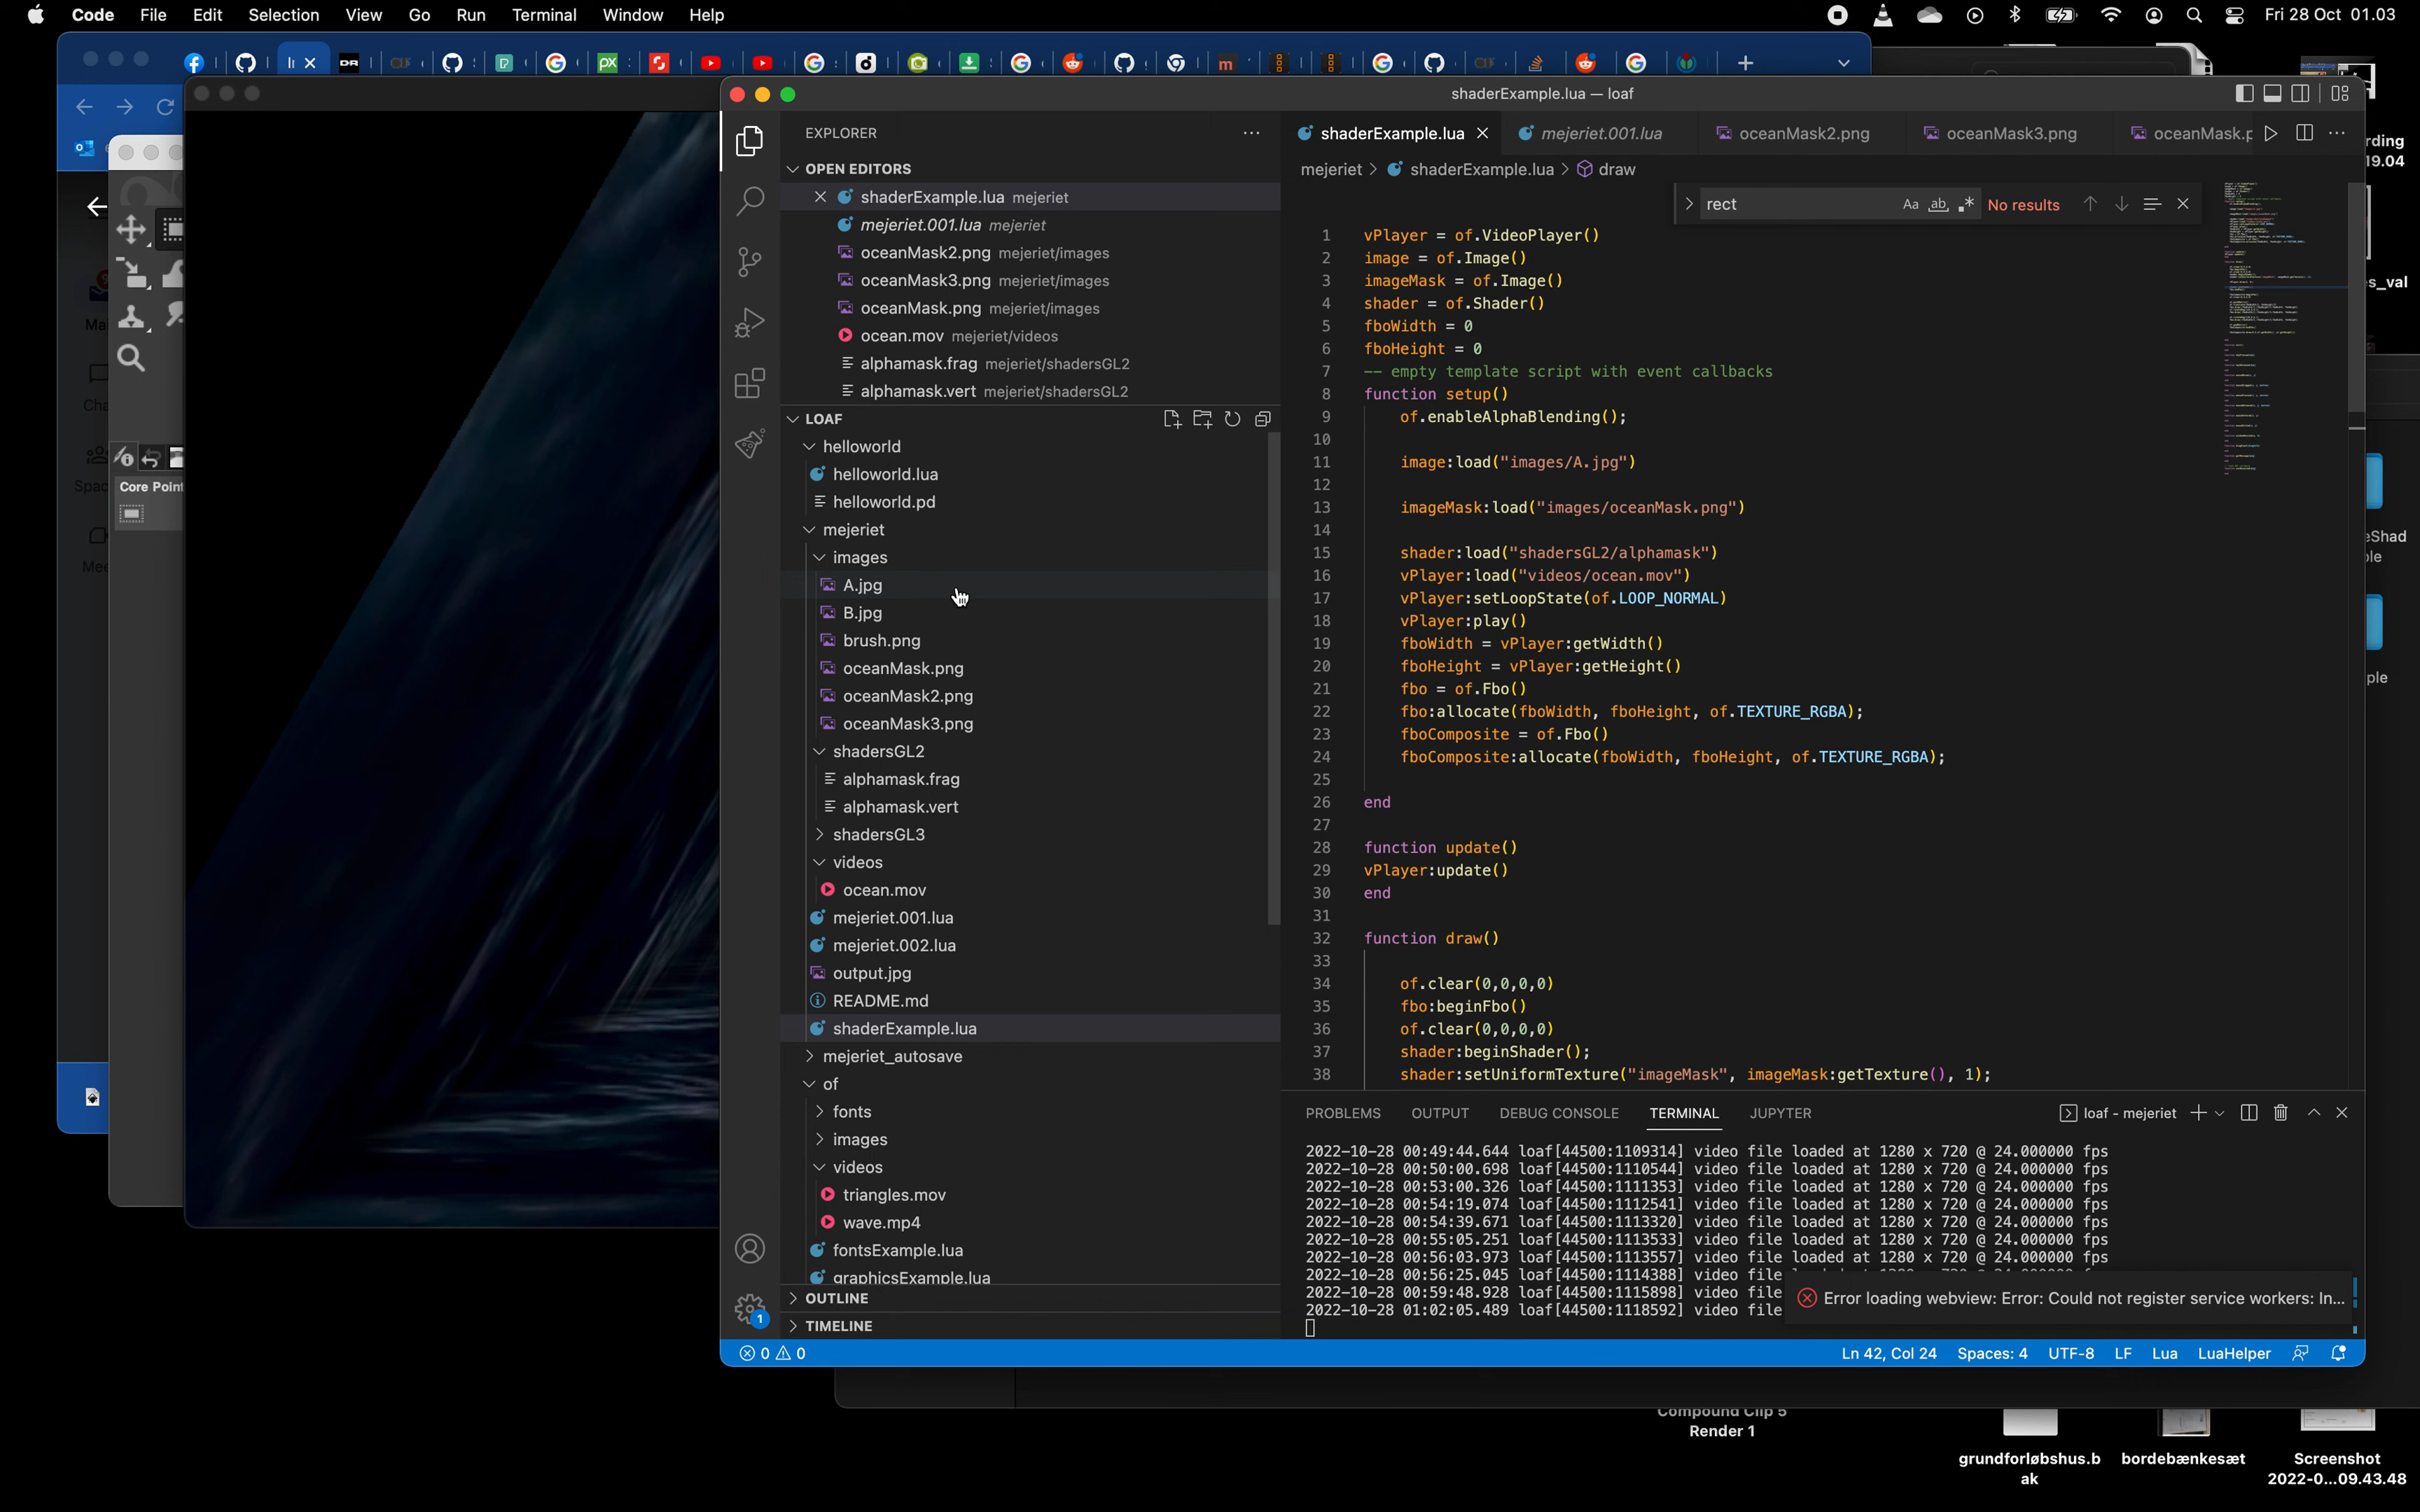 Code File Edit Selection View Go Run Terminal Window Help
Fri 28 Oct 01.03
shaderExample.lua — loaf
EXPLORER
OPEN EDITORS
shaderExample.lua mejeriet
mejeriet.001.lua mejeriet
oceanMask2.png mejeriet/images
oceanMask3.png mejeriet/images
oceanMask.png mejeriet/images
ocean.mov mejeriet/videos
alphamask.frag mejeriet/shadersGL2
alphamask.vert mejeriet/shadersGL2
LOAF
helloworld
helloworld.lua
helloworld.pd
mejeriet
images
A.jpg
B.jpg
brush.png
oceanMask.png
oceanMask2.png
oceanMask3.png
shadersGL2
alphamask.frag
alphamask.vert
shadersGL3
videos
ocean.mov
mejeriet.001.lua
mejeriet.002.lua
output.jpg
README.md
shaderExample.lua
mejeriet_autosave
of
fonts
images
videos
triangles.mov
wave.mp4
fontsExample.lua
graphicsExample.lua
OUTLINE
TIMELINE
shaderExample.lua mejeriet.001.lua oceanMask2.png oceanMask3.png oceanMask.p
mejeriet > shaderExample.lua > draw
rect Aa ab No results
1 vPlayer = of.VideoPlayer()
2 image = of.Image()
3 imageMask = of.Image()
4 shader = of.Shader()
5 fboWidth = 0
6 fboHeight = 0
7 -- empty template script with event callbacks
8 function setup()
9 of.enableAlphaBlending();
10
11 image:load("images/A.jpg")
12
13 imageMask:load("images/oceanMask.png")
14
15 shader:load("shadersGL2/alphamask")
16 vPlayer:load("videos/ocean.mov")
17 vPlayer:setLoopState(of.LOOP_NORMAL)
18 vPlayer:play()
19 fboWidth = vPlayer:getWidth()
20 fboHeight = vPlayer:getHeight()
21 fbo = of.Fbo()
22 fbo:allocate(fboWidth, fboHeight, of.TEXTURE_RGBA);
23 fboComposite = of.Fbo()
24 fboComposite:allocate(fboWidth, fboHeight, of.TEXTURE_RGBA);
25
26 end
27
28 function update()
29 vPlayer:update()
30 end
31
32 function draw()
33
34 of.clear(0,0,0,0)
35 fbo:beginFbo()
36 of.clear(0,0,0,0)
37 shader:beginShader();
38 shader:setUniformTexture("imageMask", imageMask:getTexture(), 1);
PROBLEMS OUTPUT DEBUG CONSOLE TERMINAL JUPYTER loaf - mejeriet
2022-10-28 00:49:44.644 loaf[44500:1109314] video file loaded at 1280 x 720 @ 24.000000 fps
2022-10-28 00:50:00.698 loaf[44500:1110544] video file loaded at 1280 x 720 @ 24.000000 fps
2022-10-28 00:53:00.326 loaf[44500:1111353] video file loaded at 1280 x 720 @ 24.000000 fps
2022-10-28 00:54:19.074 loaf[44500:1112541] video file loaded at 1280 x 720 @ 24.000000 fps
2022-10-28 00:54:39.671 loaf[44500:1113320] video file loaded at 1280 x 720 @ 24.000000 fps
2022-10-28 00:55:05.251 loaf[44500:1113533] video file loaded at 1280 x 720 @ 24.000000 fps
2022-10-28 00:56:03.973 loaf[44500:1113557] video file loaded at 1280 x 720 @ 24.000000 fps
2022-10-28 00:56:25.045 loaf[44500:1114388] video file
2022-10-28 00:59:48.928 loaf[44500:1115898] video file
2022-10-28 01:02:05.489 loaf[44500:1118592] video file
Error loading webview: Error: Could not register service workers: In...
0 0
Ln 42, Col 24 Spaces: 4 UTF-8 LF Lua LuaHelper
1
Core Point
Compound Clip 5
Render 1
grundforløbshus.b
ak
bordebænkesæt
Screenshot
2022-0...09.43.48
rding
19.04
s_val
eShad
ple